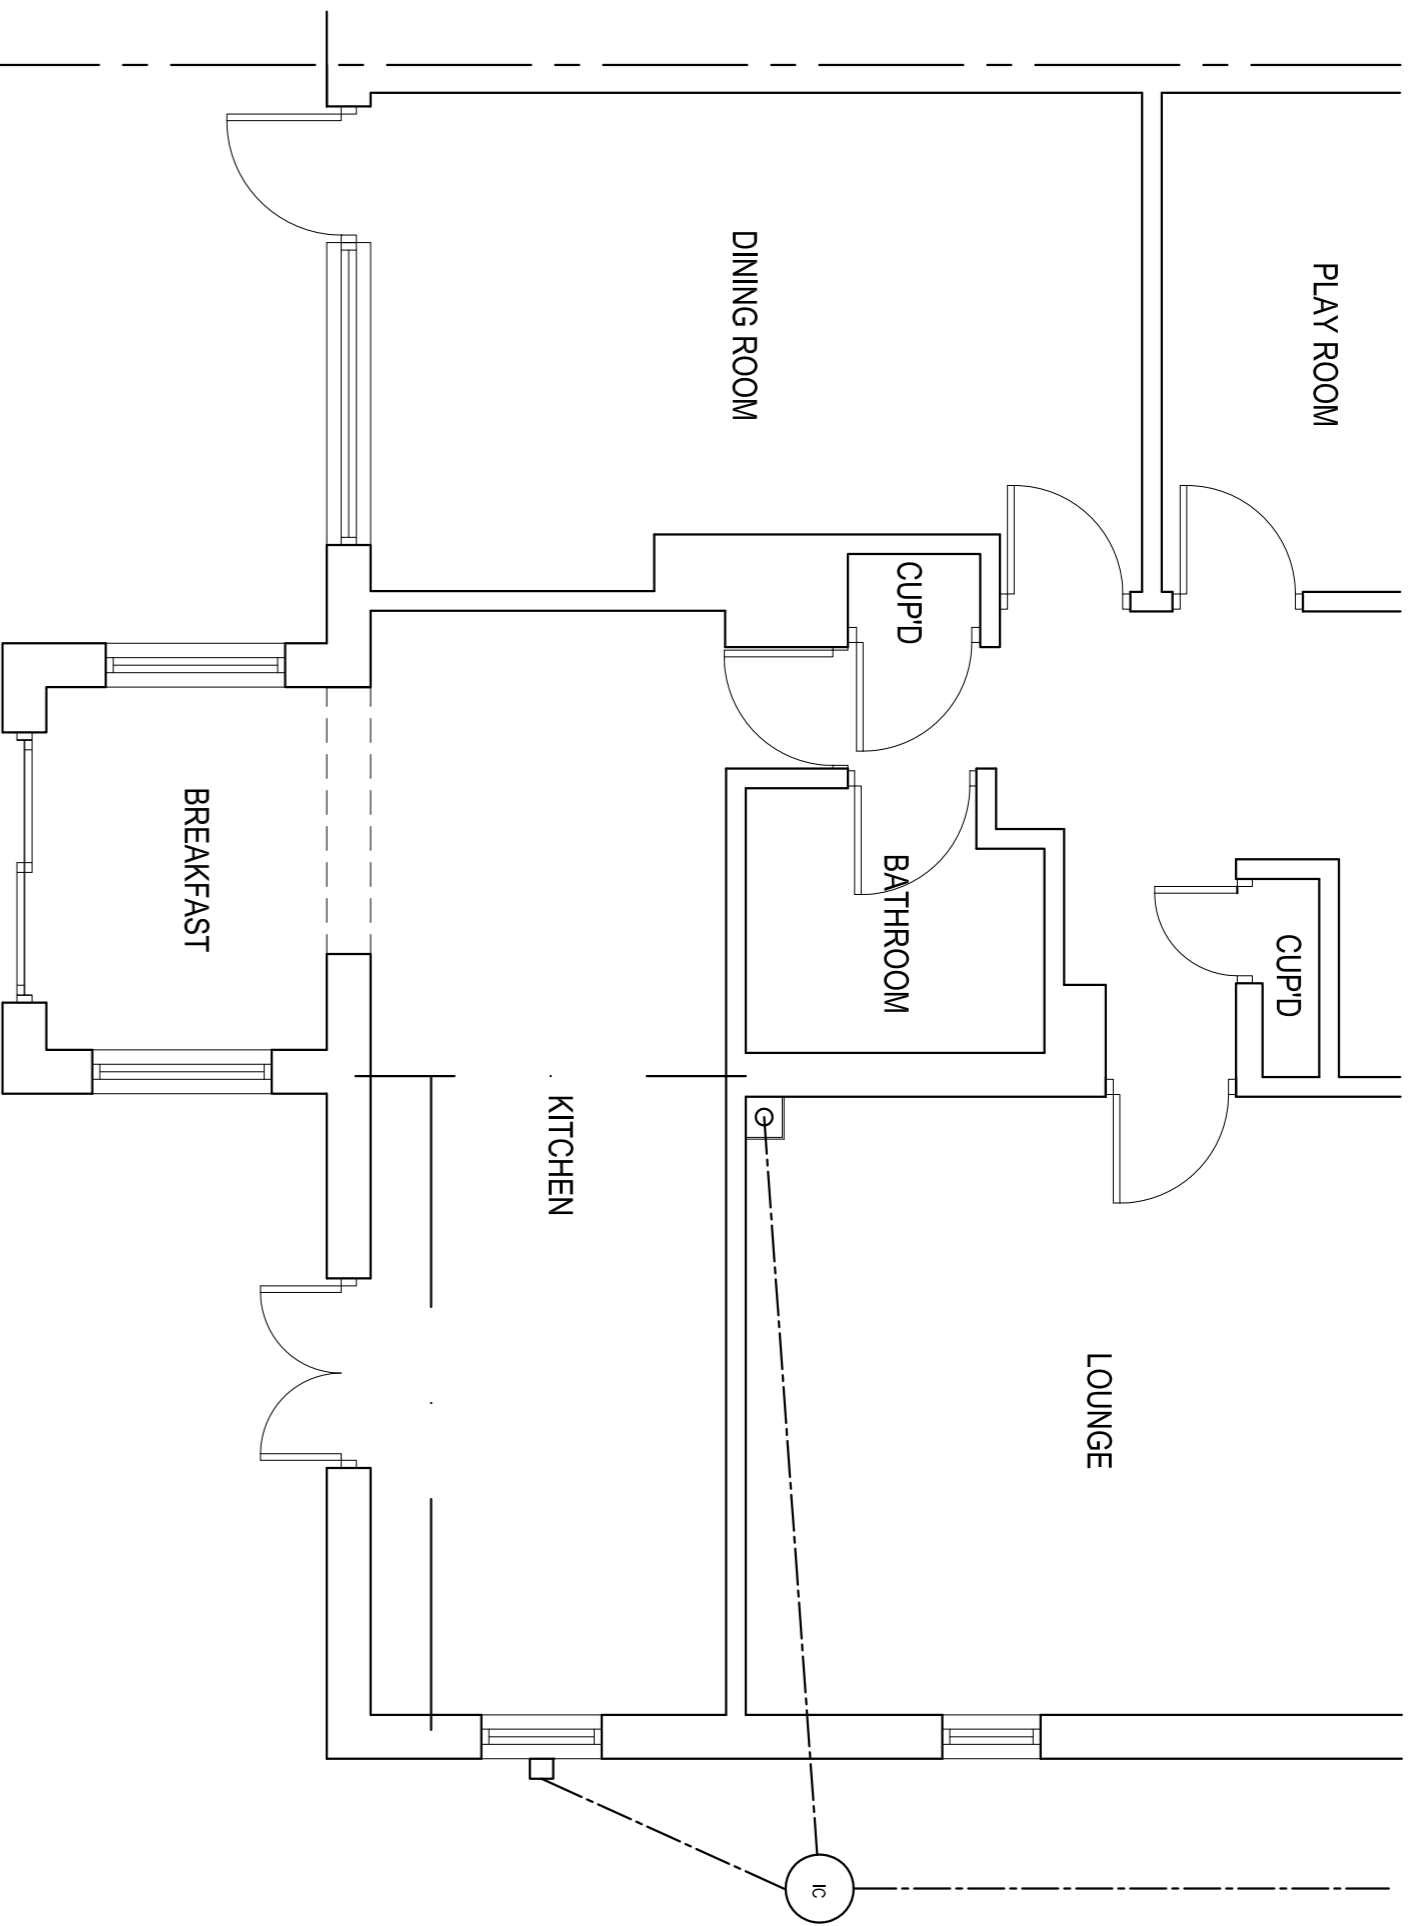 PLAY ROOM
DINING ROOM
CUP'D
CUP'D
BATHROOM
BREAKFAST
KITCHEN
LOUNGE
IC